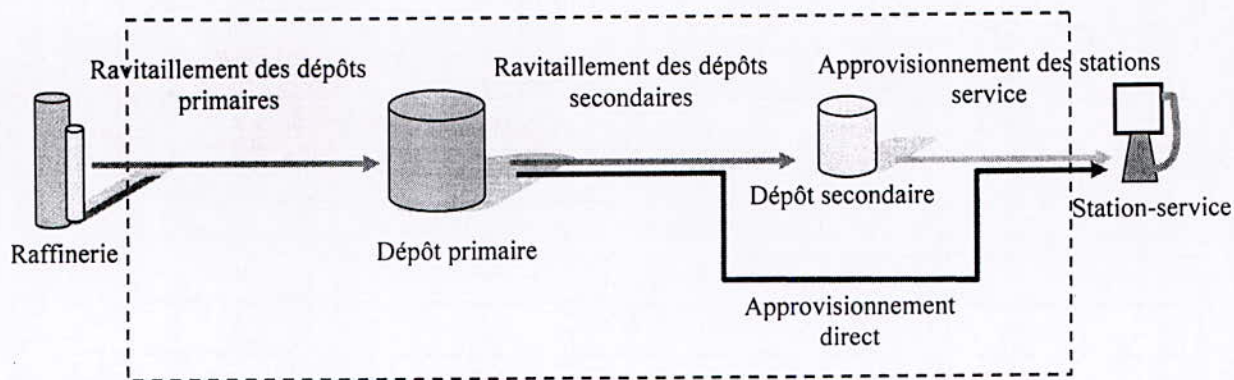 Ravitaillement des dépôts
primaires
Ravitaillement des dépôts
secondaires
Approvisionnement des stations
service
Raffinerie
Dépôt primaire
Dépôt secondaire
Station-service
Approvisionnement
direct